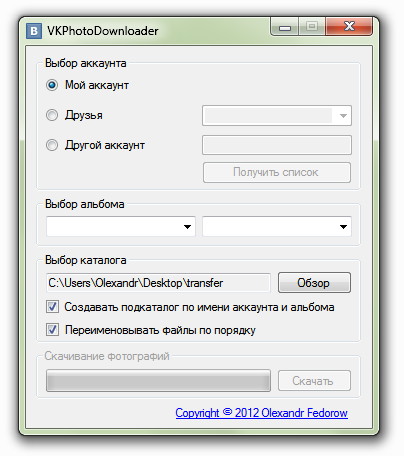 B VKPhotoDownloader
Выбор аккаунта
Мой аккаунт
Друзья
Другой аккаунт
Получить список
Выбор альбома
Выбор каталога
C:\Users\Olexandr\Desktop\transfer
Обзор
Создавать подкаталог по имени аккаунта и альбома
Переименовывать файлы по порядку
Скачивание фотографий
Скачать
Copyright © 2012 Olexandr Fedorow